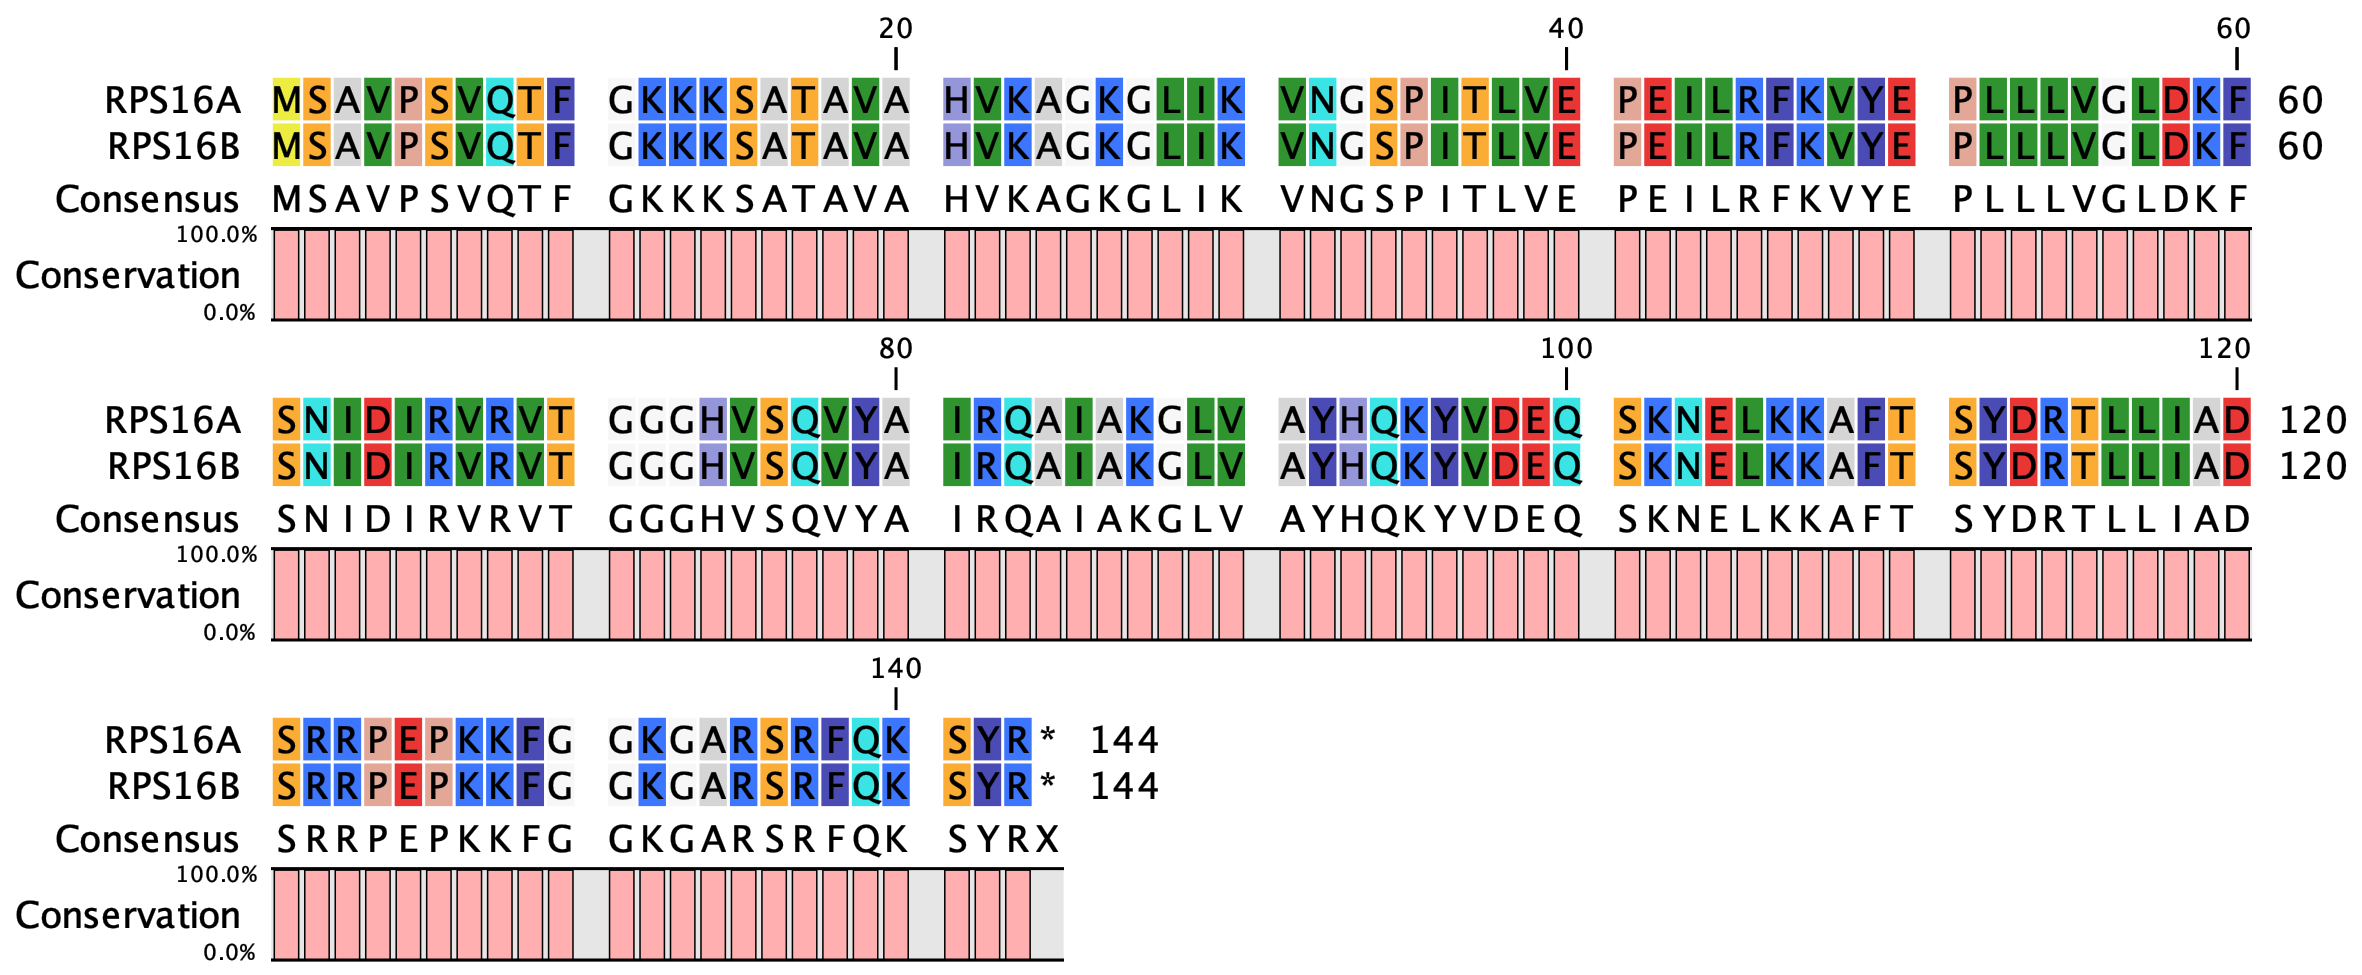 20 40 60
RPS16A MSAVPSVQTF GKKKSATAVA HVKAGKGLIK VNGSPITLVE PEILRFKVYE PLLLVGLDKF 60
RPS16B MSAVPSVQTF GKKKSATAVA HVKAGKGLIK VNGSPITLVE PEILRFKVYE PLLLVGLDKF 60
Consensus MSAVPSVQTF GKKKSATAVA HVKAGKGLIK VNGSPITLVE PEILRFKVYE PLLLVGLDKF
100.0%
Conservation
0.0%
80 100 120
RPS16A SNIDIRVRVT GGGHVSQVYA IRQAIAKGLV AYHQKYVDEQ SKNELKKAFT SYDRTLLIAD 120
RPS16B SNIDIRVRVT GGGHVSQVYA IRQAIAKGLV AYHQKYVDEQ SKNELKKAFT SYDRTLLIAD 120
Consensus SNIDIRVRVT GGGHVSQVYA IRQAIAKGLV AYHQKYVDEQ SKNELKKAFT SYDRTLLIAD
100.0%
Conservation
0.0%
140
RPS16A SRRPEPKKFG GKGARSRFQK SYR* 144
RPS16B SRRPEPKKFG GKGARSRFQK SYR* 144
Consensus SRRPEPKKFG GKGARSRFQK SYRX
100.0%
Conservation
0.0%